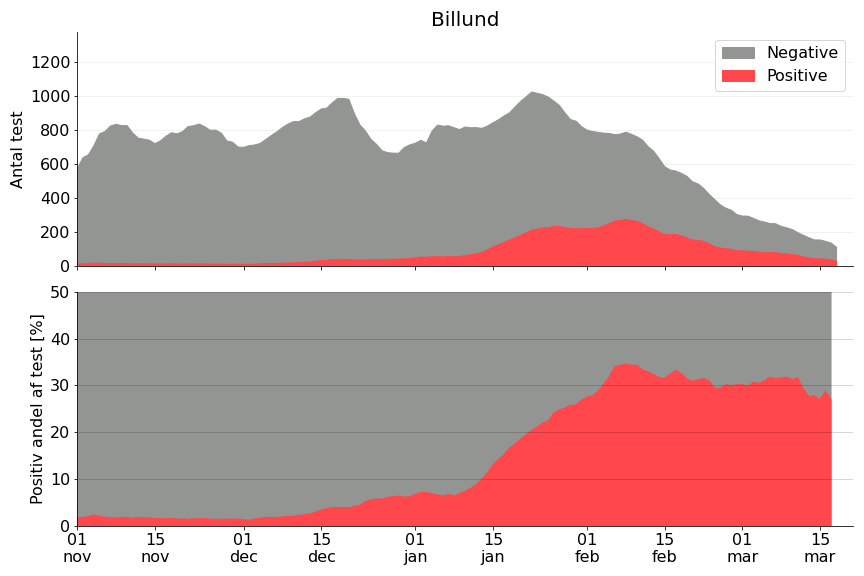 Billund
Negative
Positive
Antal test
1200
1000
800
600
400
200
0
Positiv andel af test [%]
50
40
30
20
10
0
01 15 01 15 01 15 01 15 01 15
nov nov dec dec jan jan feb feb mar mar